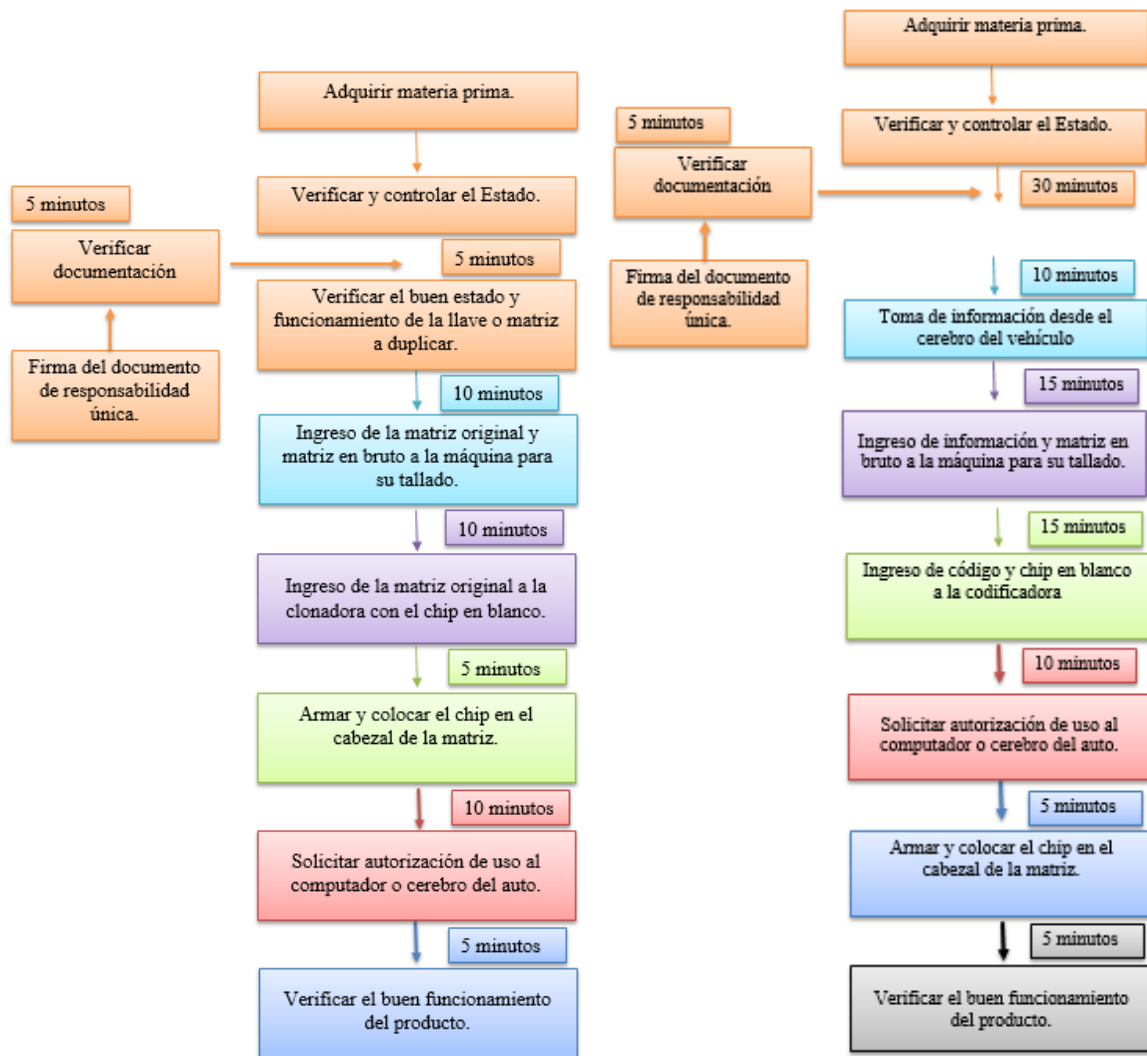 Adquirir materia prima.
Verificar y controlar el Estado.
5 minutos
Verificar
documentación
Firma del documento
de responsabilidad
única.
5 minutos
Verificar el buen estado y
funcionamiento de la llave o matriz
a duplicar.
10 minutos
Ingreso de la matriz original y
matriz en bruto a la máquina para
su tallado.
10 minutos
Ingreso de la matriz original a la
clonadora con el chip en blanco.
5 minutos
Armar y colocar el chip en el
cabezal de la matriz.
10 minutos
Solicitar autorización de uso al
computador o cerebro del auto.
5 minutos
Verificar el buen funcionamiento
del producto.
Adquirir materia prima.
Verificar y controlar el Estado.
5 minutos
Verificar
documentación
Firma del documento
de responsabilidad
única.
30 minutos
10 minutos
Toma de información desde el
cerebro del vehículo
15 minutos
Ingreso de información y matriz en
bruto a la máquina para su tallado.
15 minutos
Ingreso de código y chip en blanco
a la codificadora
10 minutos
Solicitar autorización de uso al
computador o cerebro del auto.
5 minutos
Armar y colocar el chip en el
cabezal de la matriz.
5 minutos
Verificar el buen funcionamiento
del producto.